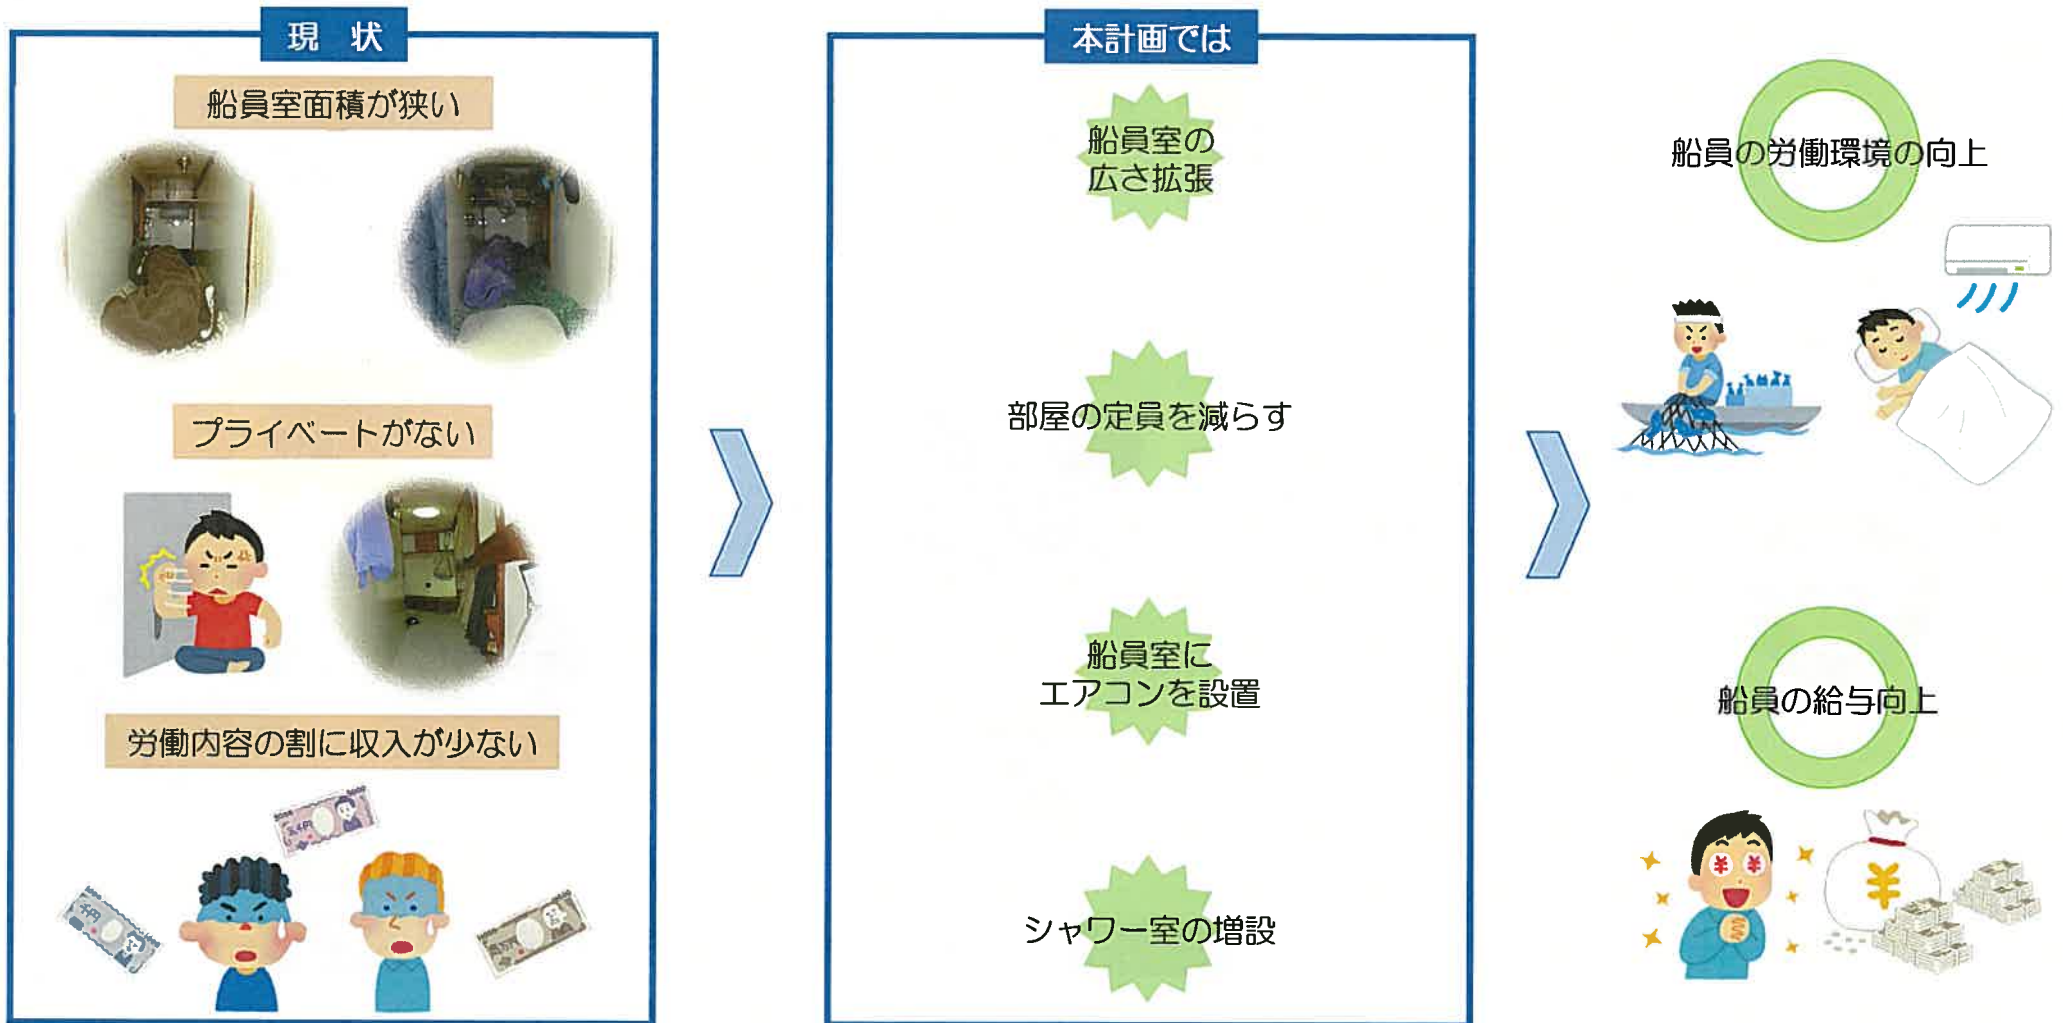 現 状
船員室面積が狭い
プライベートがない
労働内容の割に収入が少ない
本計画では
船員室の
広さ拡張
部屋の定員を減らす
船員室に
エアコンを設置
シャワー室の増設
船員の労働環境の向上
船員の給与向上
¥ ¥
¥